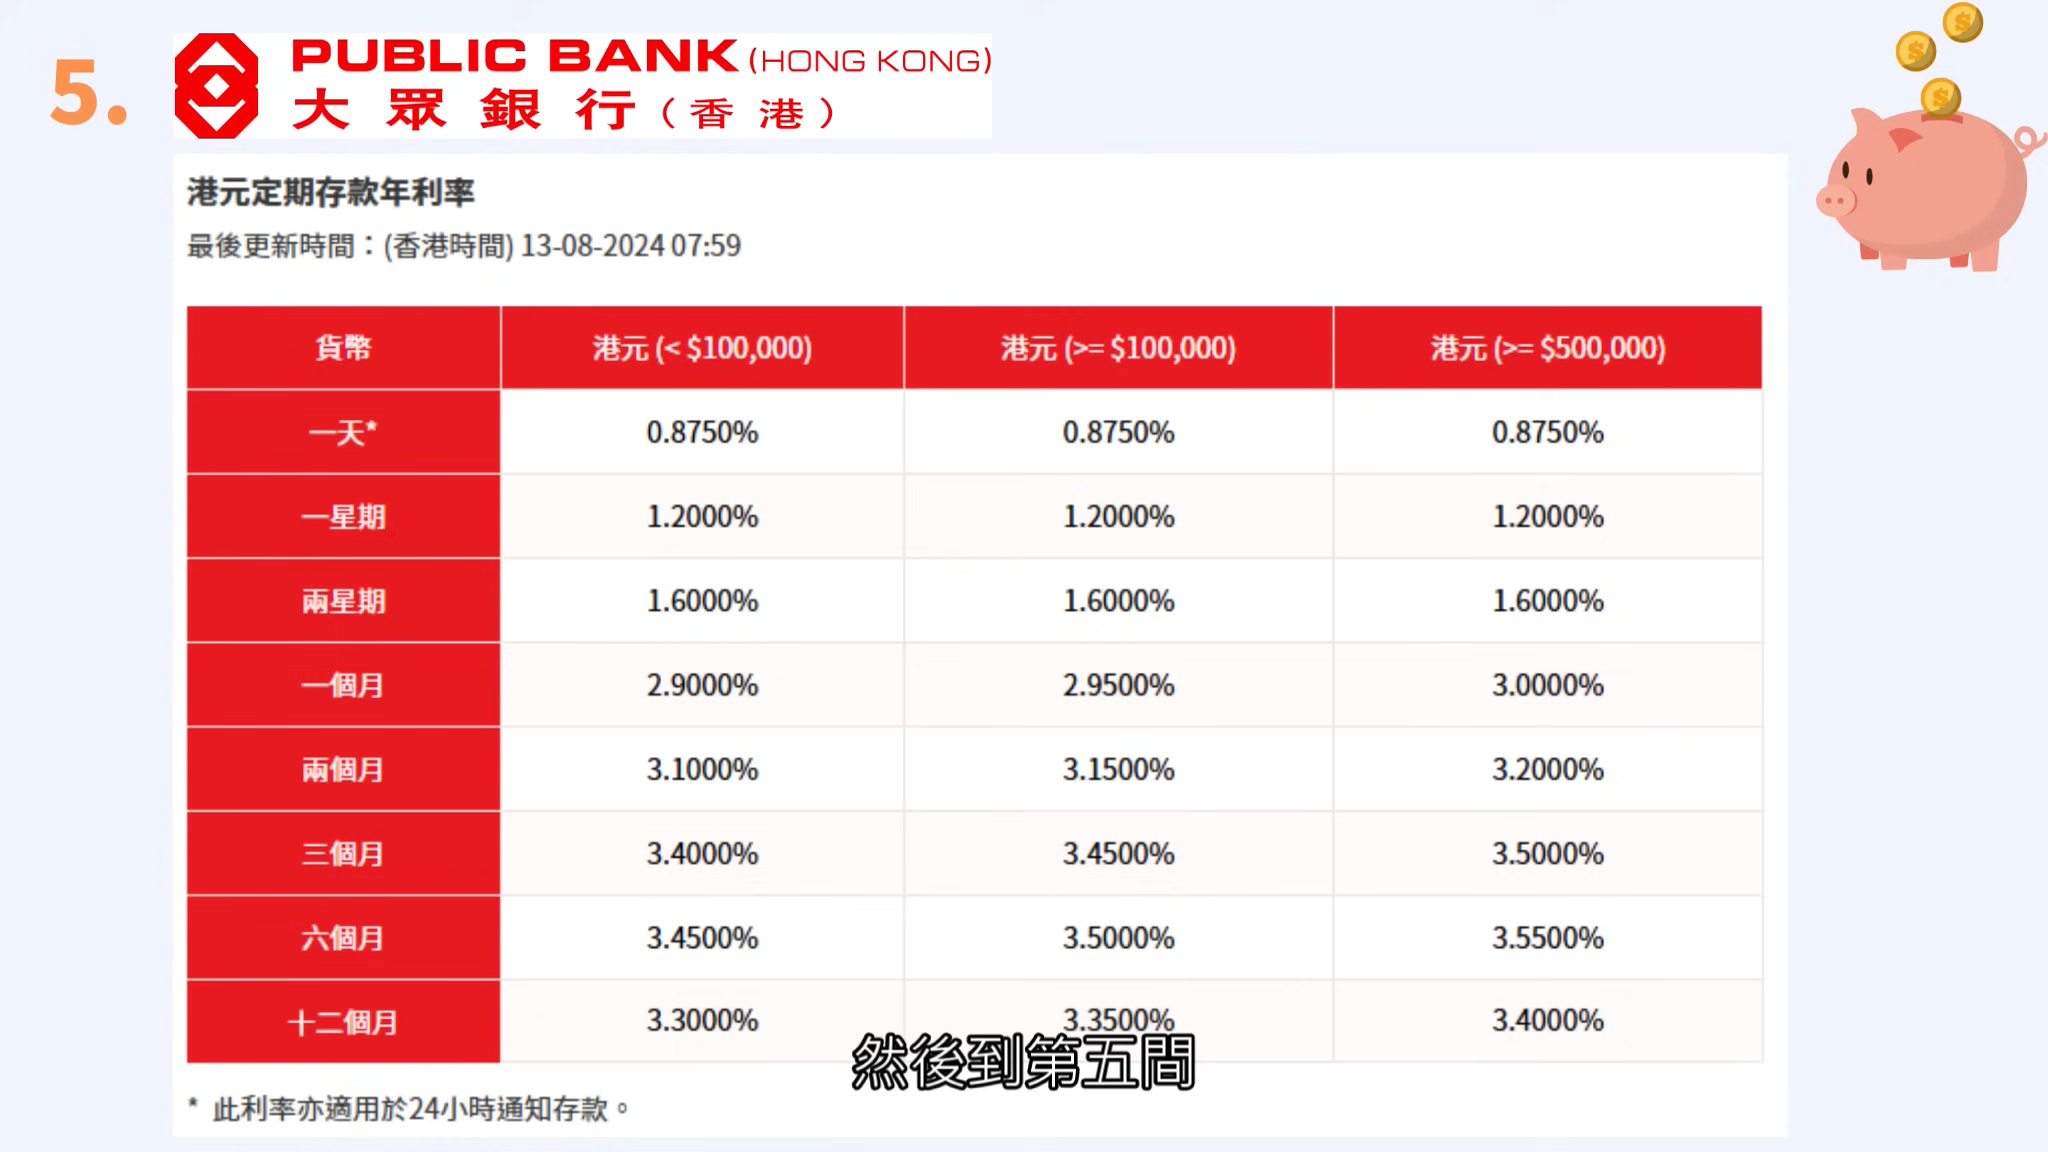 5.
PUBLIC BANK (HONG KONG)
大眾銀行（香港）
港元定期存款年利率
最後更新時間：(香港時間) 13-08-2024 07:59
貨幣 港元 (< $100,000) 港元 (>= $100,000) 港元 (>= $500,000)
一天* 0.8750% 0.8750% 0.8750%
一星期 1.2000% 1.2000% 1.2000%
兩星期 1.6000% 1.6000% 1.6000%
一個月 2.9000% 2.9500% 3.0000%
兩個月 3.1000% 3.1500% 3.2000%
三個月 3.4000% 3.4500% 3.5000%
六個月 3.4500% 3.5000% 3.5500%
十二個月 3.3000% 3.3500% 3.4000%
然後到第五間
* 此利率亦適用於24小時通知存款。